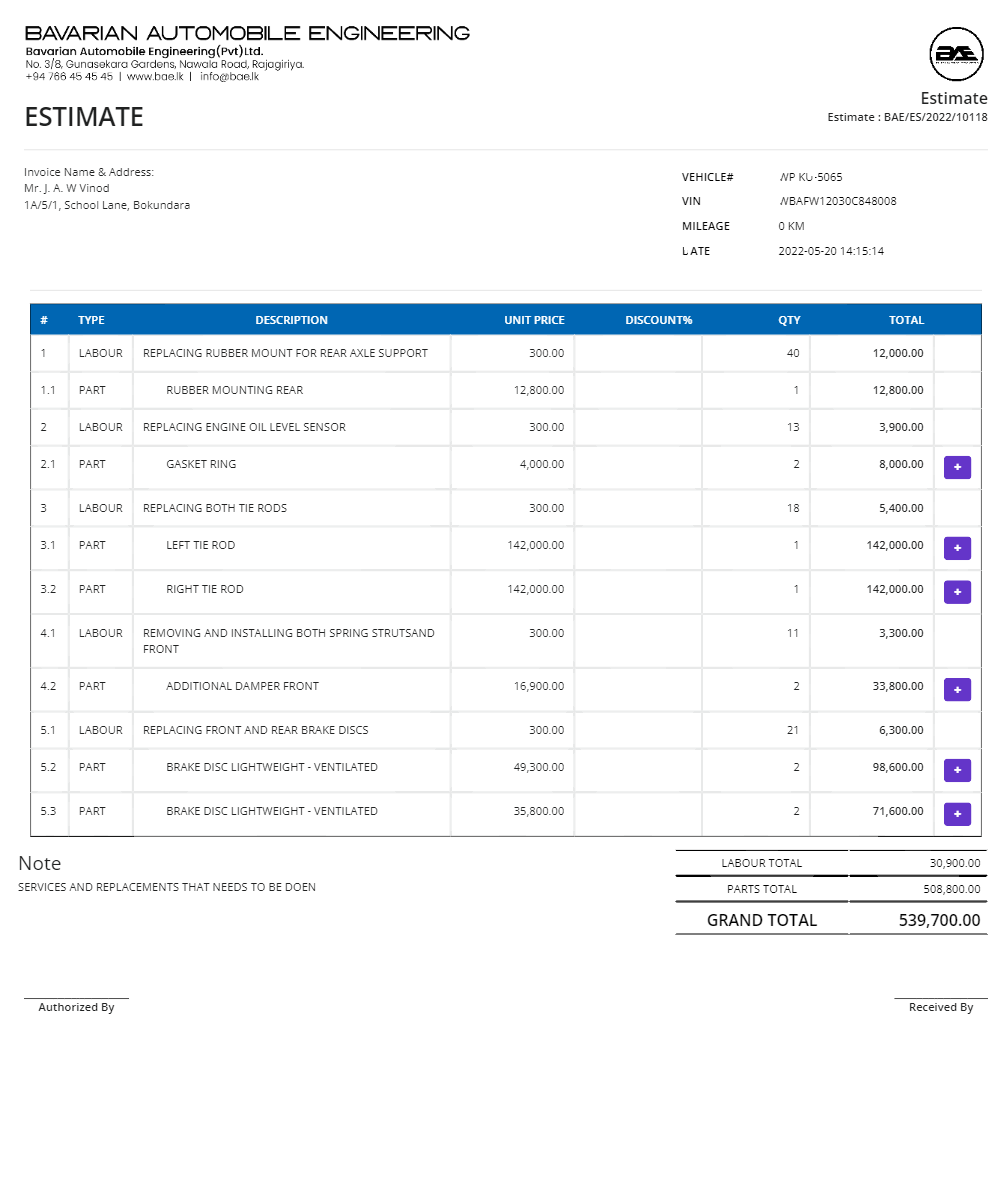 BAVARIAN AUTOMOBILE ENGINEERING
Bavarian Automobile Engineering(Pvt)Ltd.
No. 3/8, Gunasekara Gardens, Nawala Road, Rajagiriya.
+94 766 45 45 45 | www.bae.lk | info@bae.lk
BAE
Estimate
ESTIMATE
Estimate : BAE/ES/2022/10118
Invoice Name & Address:
Mr. J. A. W Vinod
1A/5/1, School Lane, Bokundara
VEHICLE# WP KU-5065
VIN WBAFW12030C848008
MILEAGE 0 KM
DATE 2022-05-20 14:15:14
# TYPE DESCRIPTION UNIT PRICE DISCOUNT% QTY TOTAL
1 LABOUR REPLACING RUBBER MOUNT FOR REAR AXLE SUPPORT 300.00 40 12,000.00
1.1 PART RUBBER MOUNTING REAR 12,800.00 1 12,800.00
2 LABOUR REPLACING ENGINE OIL LEVEL SENSOR 300.00 13 3,900.00
2.1 PART GASKET RING 4,000.00 2 8,000.00 +
3 LABOUR REPLACING BOTH TIE RODS 300.00 18 5,400.00
3.1 PART LEFT TIE ROD 142,000.00 1 142,000.00 +
3.2 PART RIGHT TIE ROD 142,000.00 1 142,000.00 +
4.1 LABOUR REMOVING AND INSTALLING BOTH SPRING STRUTSAND 300.00 11 3,300.00
FRONT
4.2 PART ADDITIONAL DAMPER FRONT 16,900.00 2 33,800.00 +
5.1 LABOUR REPLACING FRONT AND REAR BRAKE DISCS 300.00 21 6,300.00
5.2 PART BRAKE DISC LIGHTWEIGHT - VENTILATED 49,300.00 2 98,600.00 +
5.3 PART BRAKE DISC LIGHTWEIGHT - VENTILATED 35,800.00 2 71,600.00 +
Note
SERVICES AND REPLACEMENTS THAT NEEDS TO BE DOEN
LABOUR TOTAL 30,900.00
PARTS TOTAL 508,800.00
GRAND TOTAL 539,700.00
Authorized By
Received By